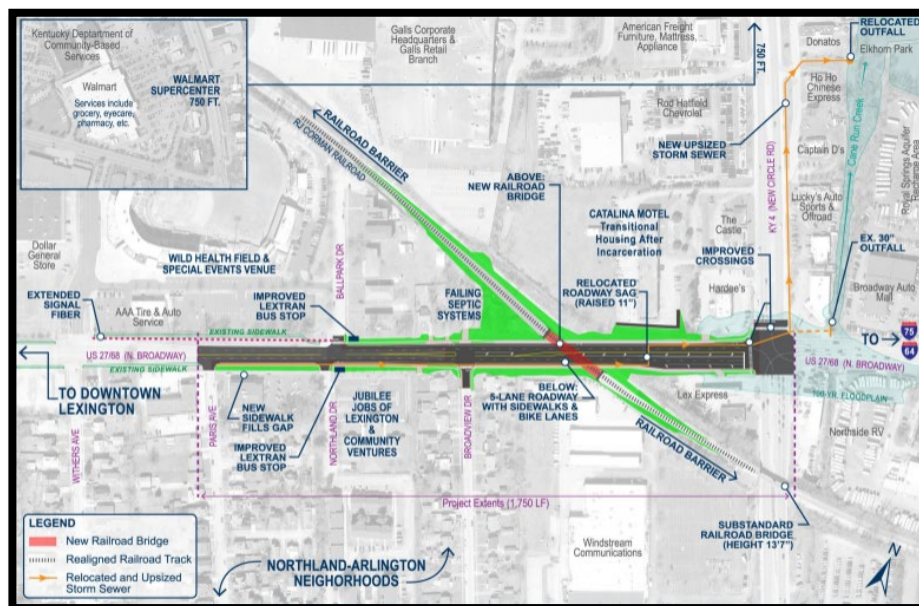 Kentucky Dertment of
Community-Based
Services
Walmart
Services include
grocery, eyecare,
pharmacy, etc.
WALMART
SUPERCENTER
750 FT.
Galls Corporate
Headquarters &
Galls Retail
Branch
American Freight
Furniture, Mattress,
Appliance
750 FT.
RELOCATED
OUTFALL
Donatos
Elkhorn Park
Ho Ho
Chinese
Express
Rod Hatfield
Chevrolet
RAILROAD BARRIER
RJ CORMAN RAILROAD
NEW UPSIZED
STORM SEWER
Captain D's
Cane Run Creek
Royal Springs Aquifer
Recharge Area
KY 4 (NEW CIRCLE RD)
ABOVE:
NEW RAILROAD
BRIDGE
CATALINA MOTEL
Transitional
Housing After
Incarceration
The
Castle
Lucky's Auto
Sports &
Offroad
EX. 30"
OUTFALL
IMPROVED
CROSSINGS
Dollar
General
Store
WILD HEALTH FIELD &
SPECIAL EVENTS VENUE
BALLPARK DR
FAILING
SEPTIC
SYSTEMS
RELOCATED
ROADWAY SAG
(RAISED 11")
Hardee's
Broadway Auto
Mall
EXTENDED
SIGNAL
FIBER
AAA Tire & Auto
Service
IMPROVED
LEXTRAN
BUS STOP
EXISTING SIDEWALK
TO
75
64
US 27/68 (N. BROADWAY)
US 27/68 (N. BROADWAY)
EXISTING SIDEWALK
TO DOWNTOWN
LEXINGTON
BELOW:
5-LANE ROADWAY
WITH SIDEWALKS &
BIKE LANES
Lex Express
100-YR. FLOODPLAIN
NEW
SIDEWALK
FILLS GAP
JUBILEE
JOBS OF
LEXINGTON
&
COMMUNITY
VENTURES
WITHERS AVE
PARIS AVE
NORTHLAND DR
BROADVIEW DR
IMPROVED
LEXTRAN
BUS STOP
RAILROAD BARRIER
Northside RV
Project Extents (1,750 LF)
SUBSTANDARD
RAILROAD BRIDGE
(HEIGHT 13'7")
LEGEND
New Railroad Bridge
Realigned Railroad Track
Relocated and Upsized
Storm Sewer
NORTHLAND-ARLINGTON
NEIGHORHOODS
Windstream
Communications
N